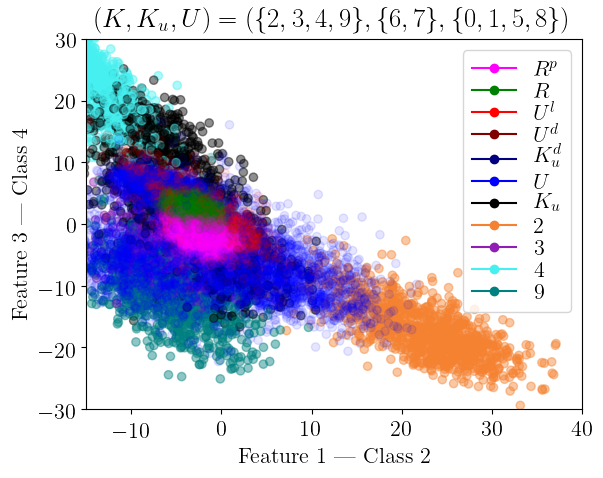 (K, K_u, U) = ({2, 3, 4, 9}, {6, 7}, {0, 1, 5, 8})
30
20
10
0
−10
−20
−30
Feature 3 — Class 4
R^p
R
U^l
U^d
K_u^d
U
K_u
2
3
4
9
−10
0
10
20
30
40
Feature 1 — Class 2